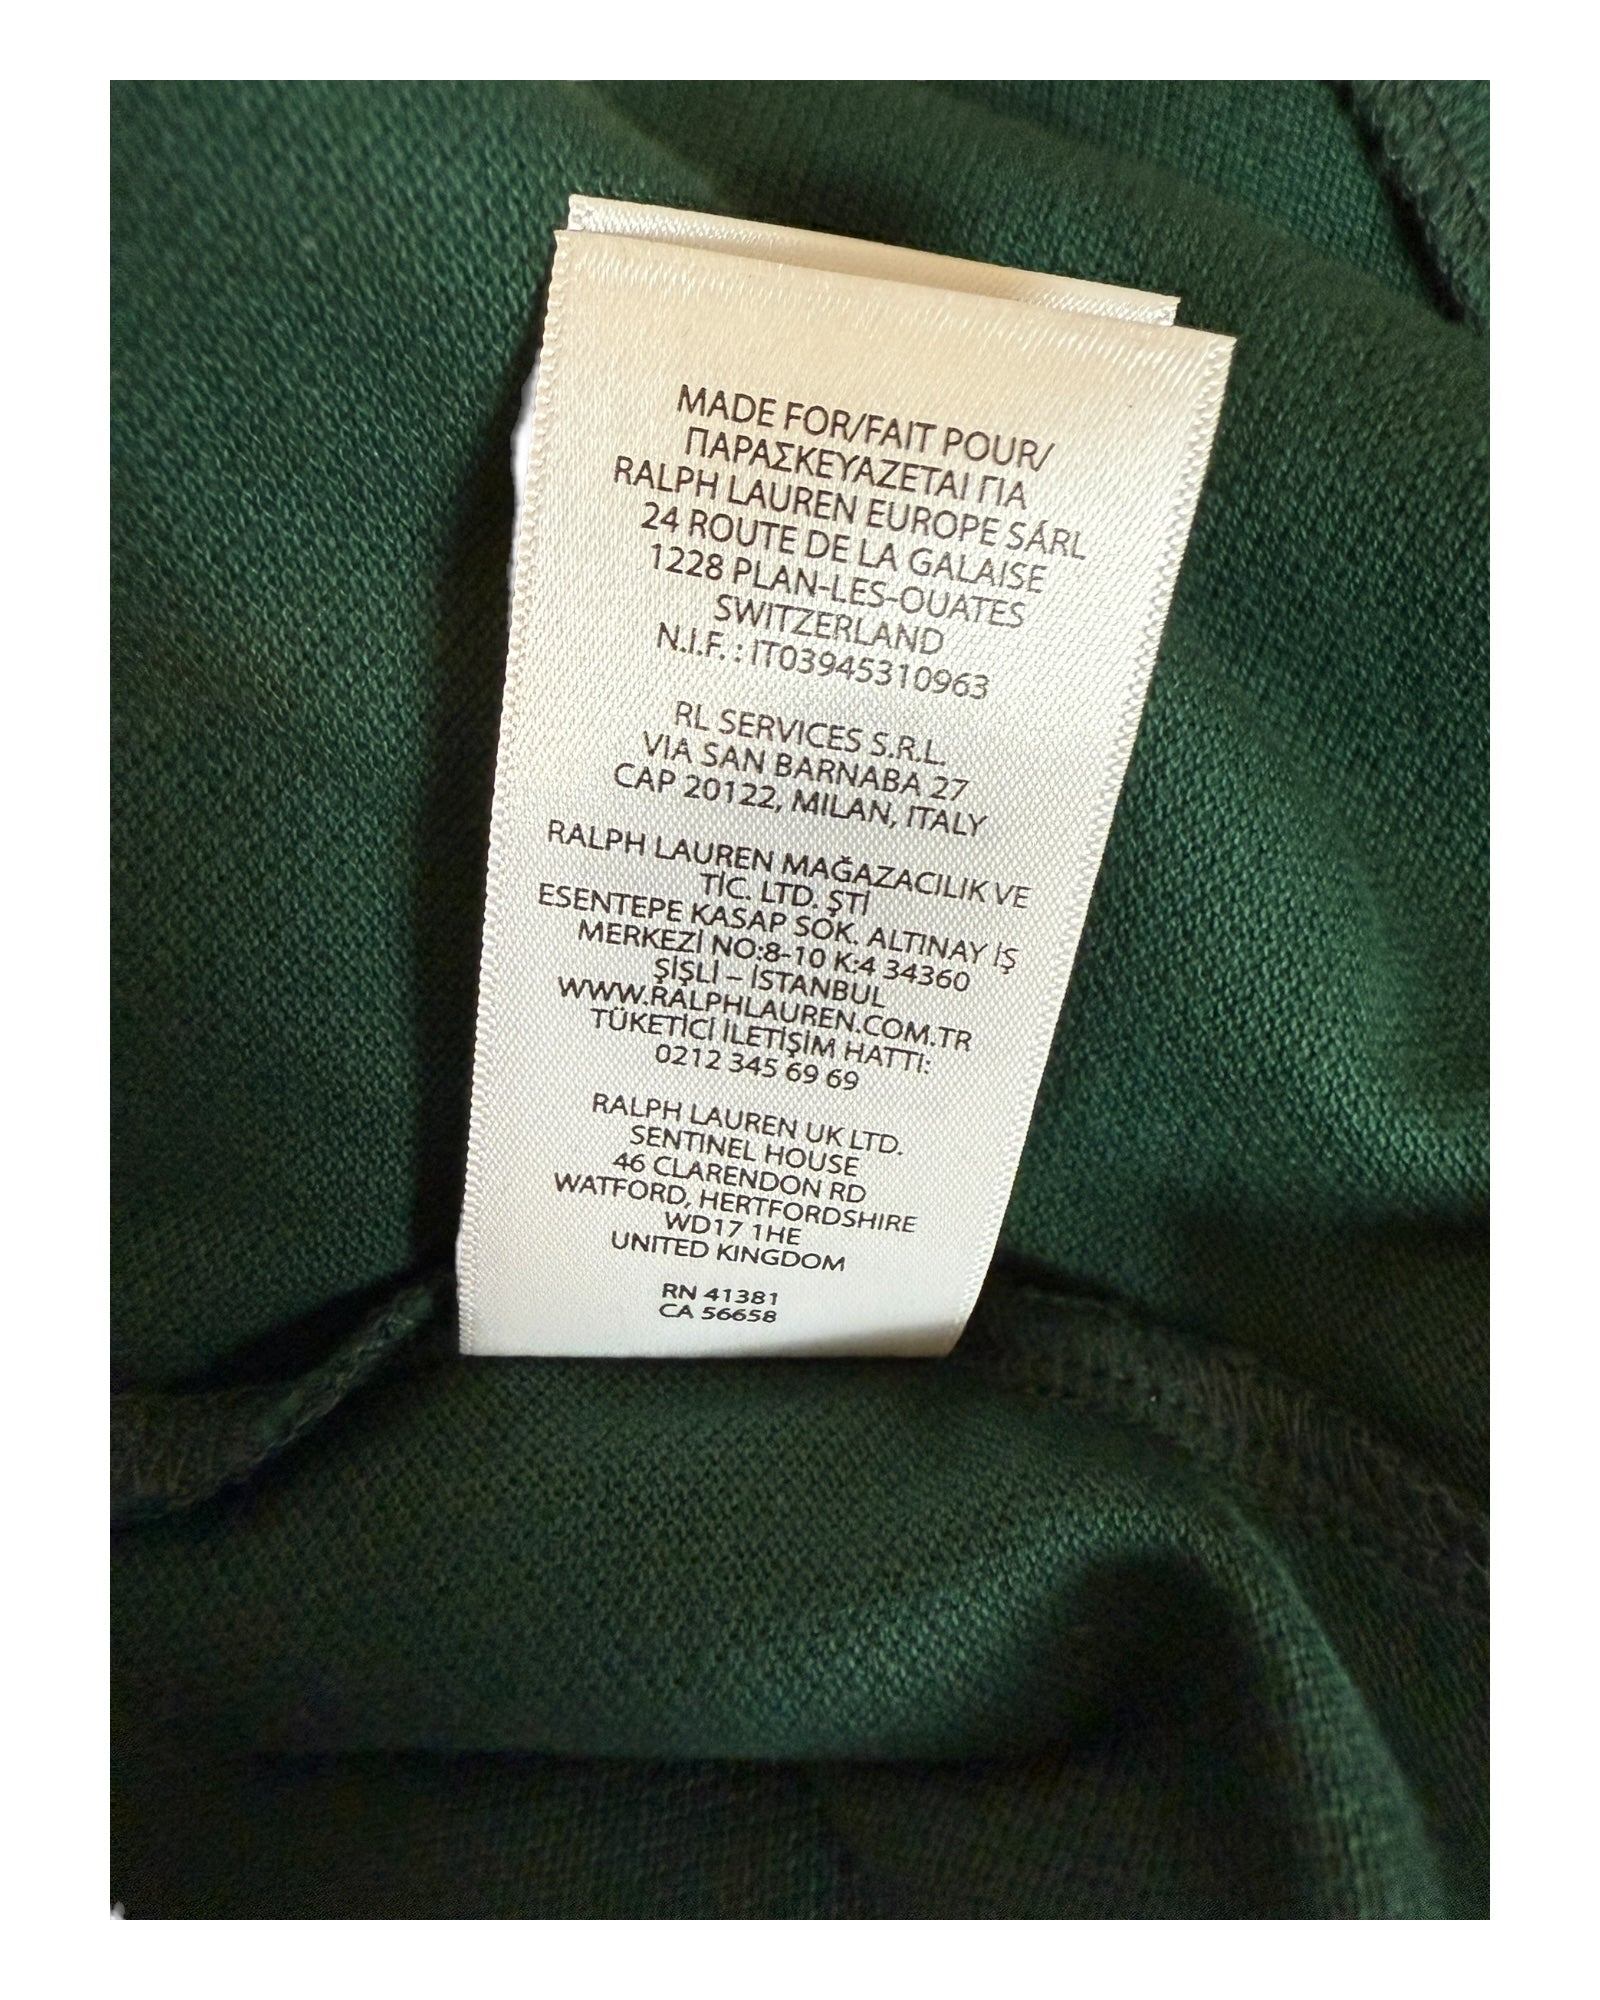 MADE FOR/FAIT POUR/
ΠΑΡΑΣΚΕΥΑΖΕΤΑΙ ΓΙΑ
RALPH LAUREN EUROPE SÁRL
24 ROUTE DE LA GALAISE
1228 PLAN-LES-OUATES
SWITZERLAND
N.I.F. : IT03945310963
RL SERVICES S.R.L.
VIA SAN BARNABA 27
CAP 20122, MILAN, ITALY
RALPH LAUREN MAĞAZACILIK VE
TİC. LTD. ŞTİ
ESENTEPE KASAP SOK. ALTINAY İŞ
MERKEZİ NO:8-10 K:4 34360
ŞİŞLİ – İSTANBUL
WWW.RALPHLAUREN.COM.TR
TÜKETİCİ İLETİŞİM HATTI:
0212 345 69 69
RALPH LAUREN UK LTD.
SENTINEL HOUSE
46 CLARENDON RD
WATFORD, HERTFORDSHIRE
WD17 1HE
UNITED KINGDOM
RN 41381
CA 56658